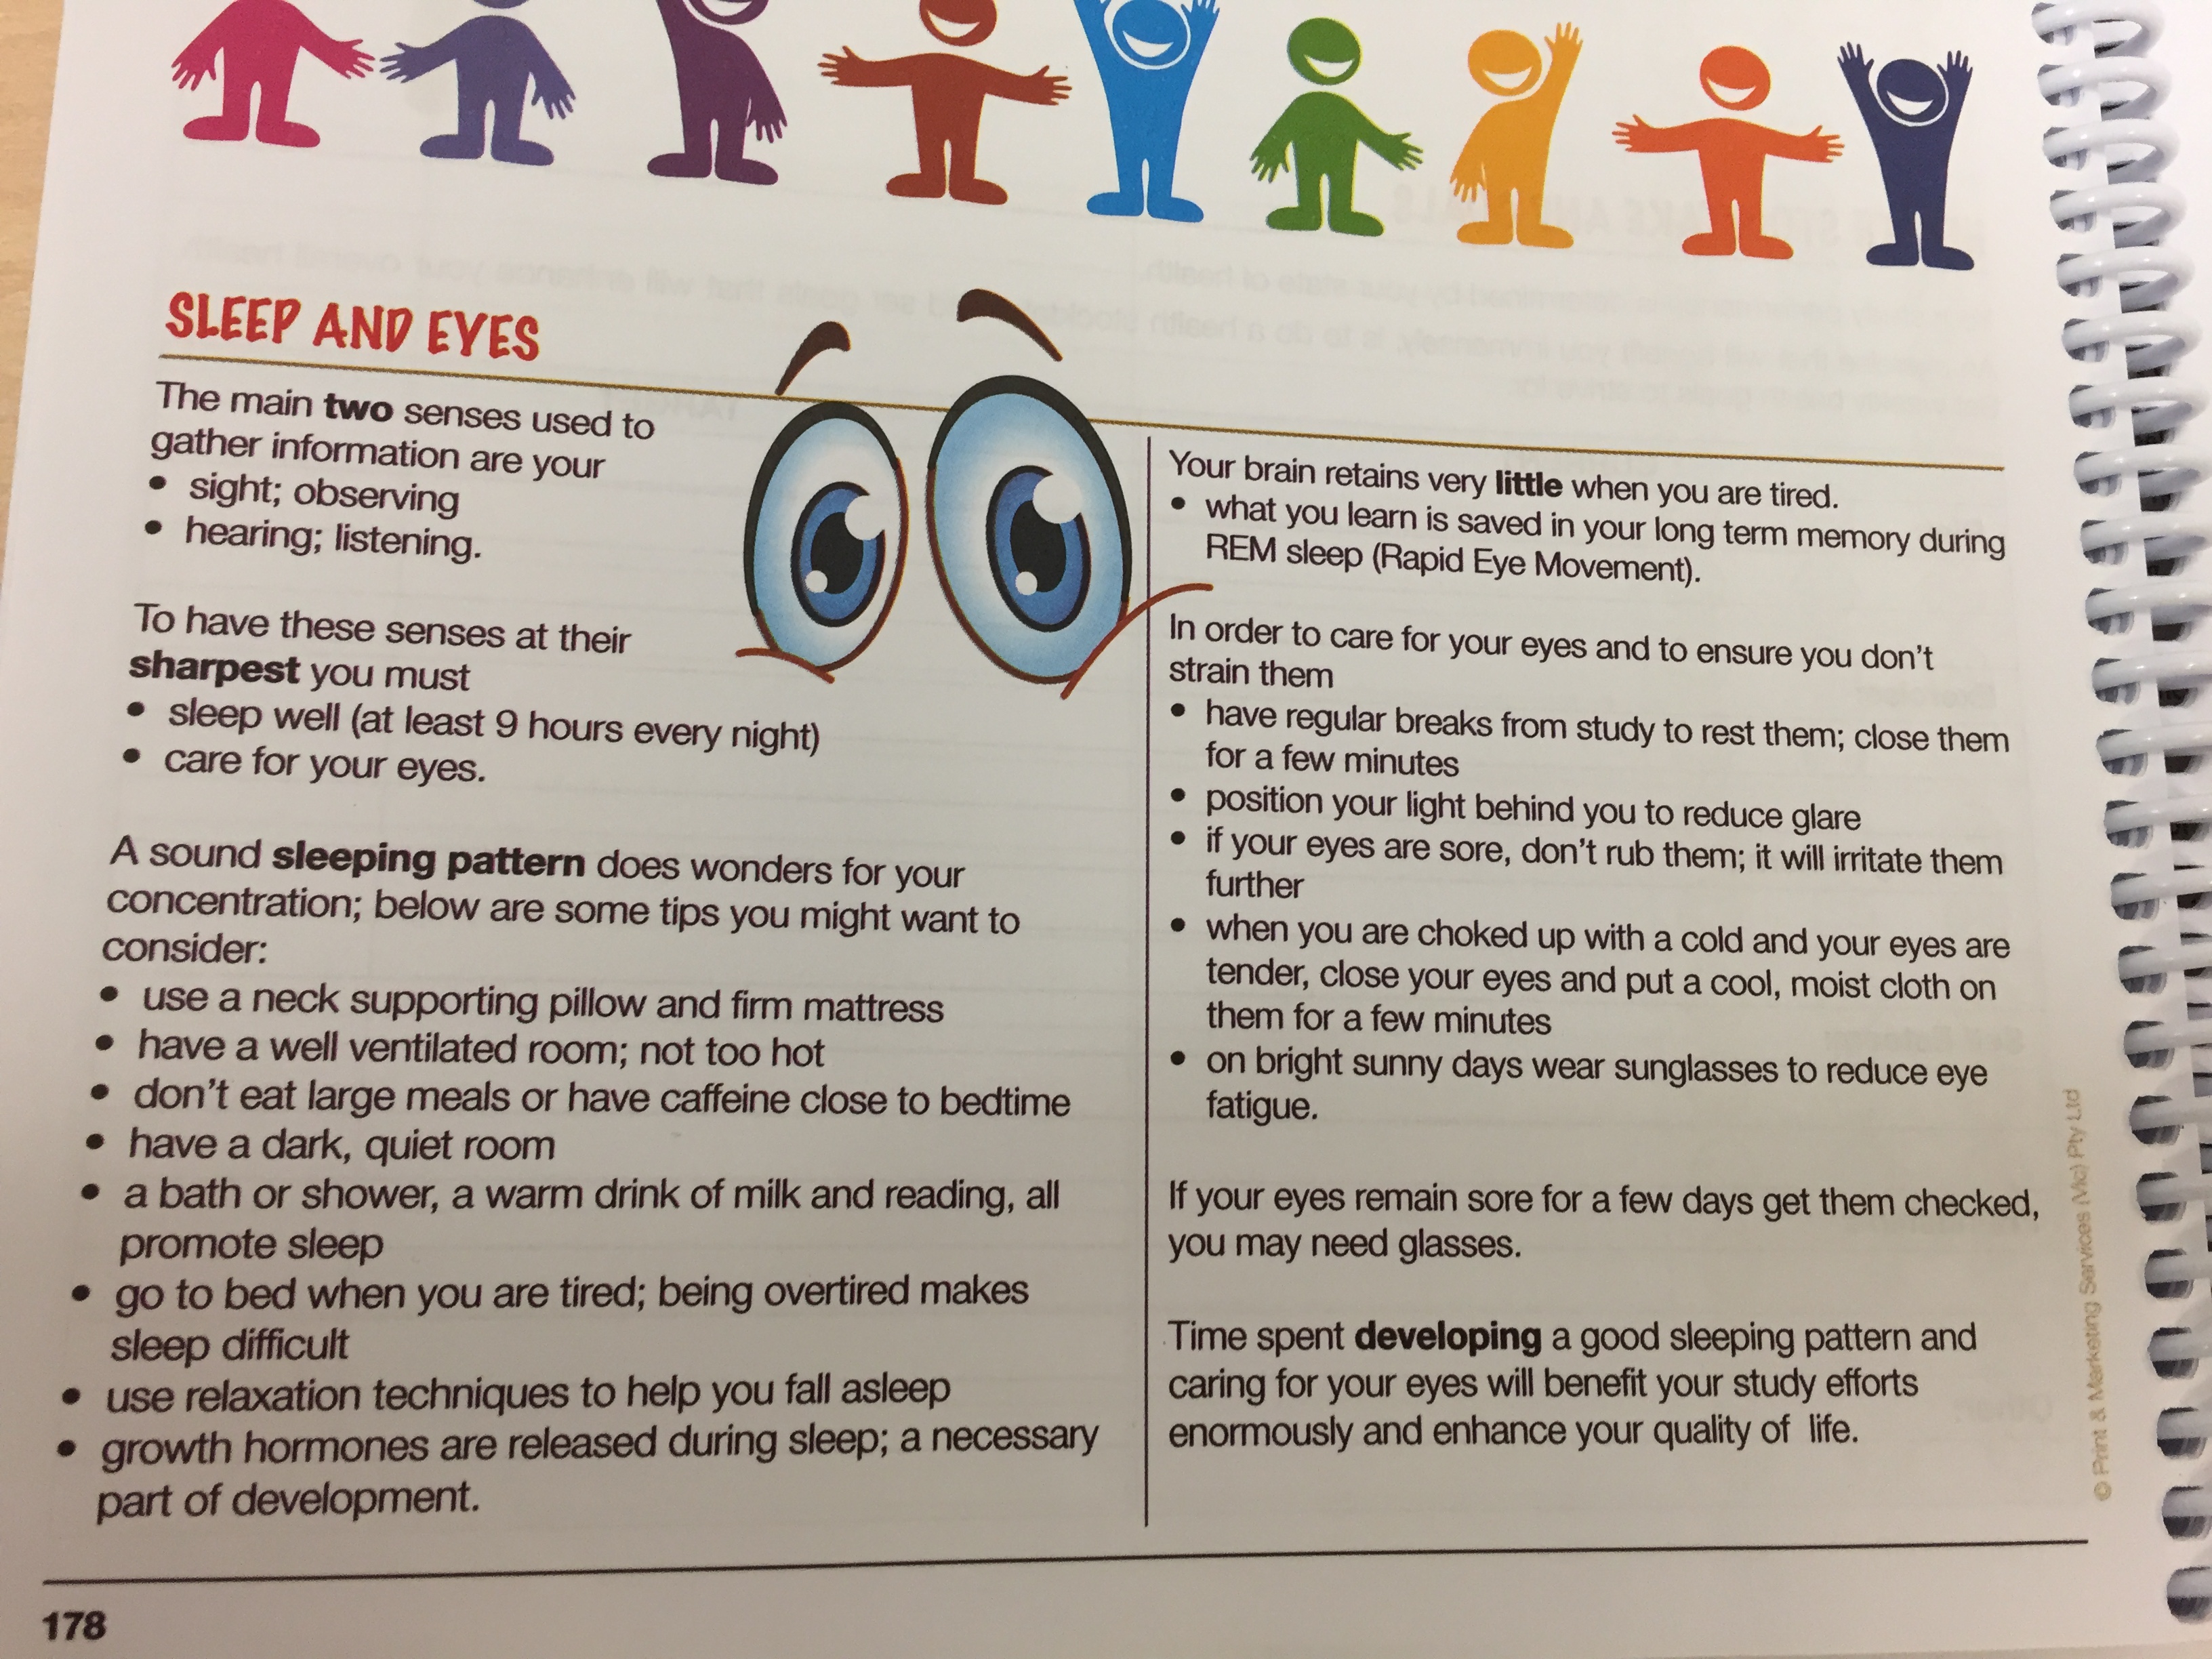 SLEEP AND EYES
The main two senses used to
gather information are your
• sight; observing
• hearing; listening.
To have these senses at their
sharpest you must
• sleep well (at least 9 hours every night)
• care for your eyes.
A sound sleeping pattern does wonders for your
concentration; below are some tips you might want to
consider:
• use a neck supporting pillow and firm mattress
• have a well ventilated room; not too hot
• don't eat large meals or have caffeine close to bedtime
• have a dark, quiet room
• a bath or shower, a warm drink of milk and reading, all
promote sleep
• go to bed when you are tired; being overtired makes
sleep difficult
• use relaxation techniques to help you fall asleep
• growth hormones are released during sleep; a necessary
part of development.
Your brain retains very little when you are tired.
• what you learn is saved in your long term memory during
REM sleep (Rapid Eye Movement).
In order to care for your eyes and to ensure you don't
strain them
• have regular breaks from study to rest them; close them
for a few minutes
• position your light behind you to reduce glare
• if your eyes are sore, don't rub them; it will irritate them
further
• when you are choked up with a cold and your eyes are
tender, close your eyes and put a cool, moist cloth on
them for a few minutes
• on bright sunny days wear sunglasses to reduce eye
fatigue.
If your eyes remain sore for a few days get them checked,
you may need glasses.
Time spent developing a good sleeping pattern and
caring for your eyes will benefit your study efforts
enormously and enhance your quality of life.
178
© Print & Marketing Services (Vic) Pty Ltd